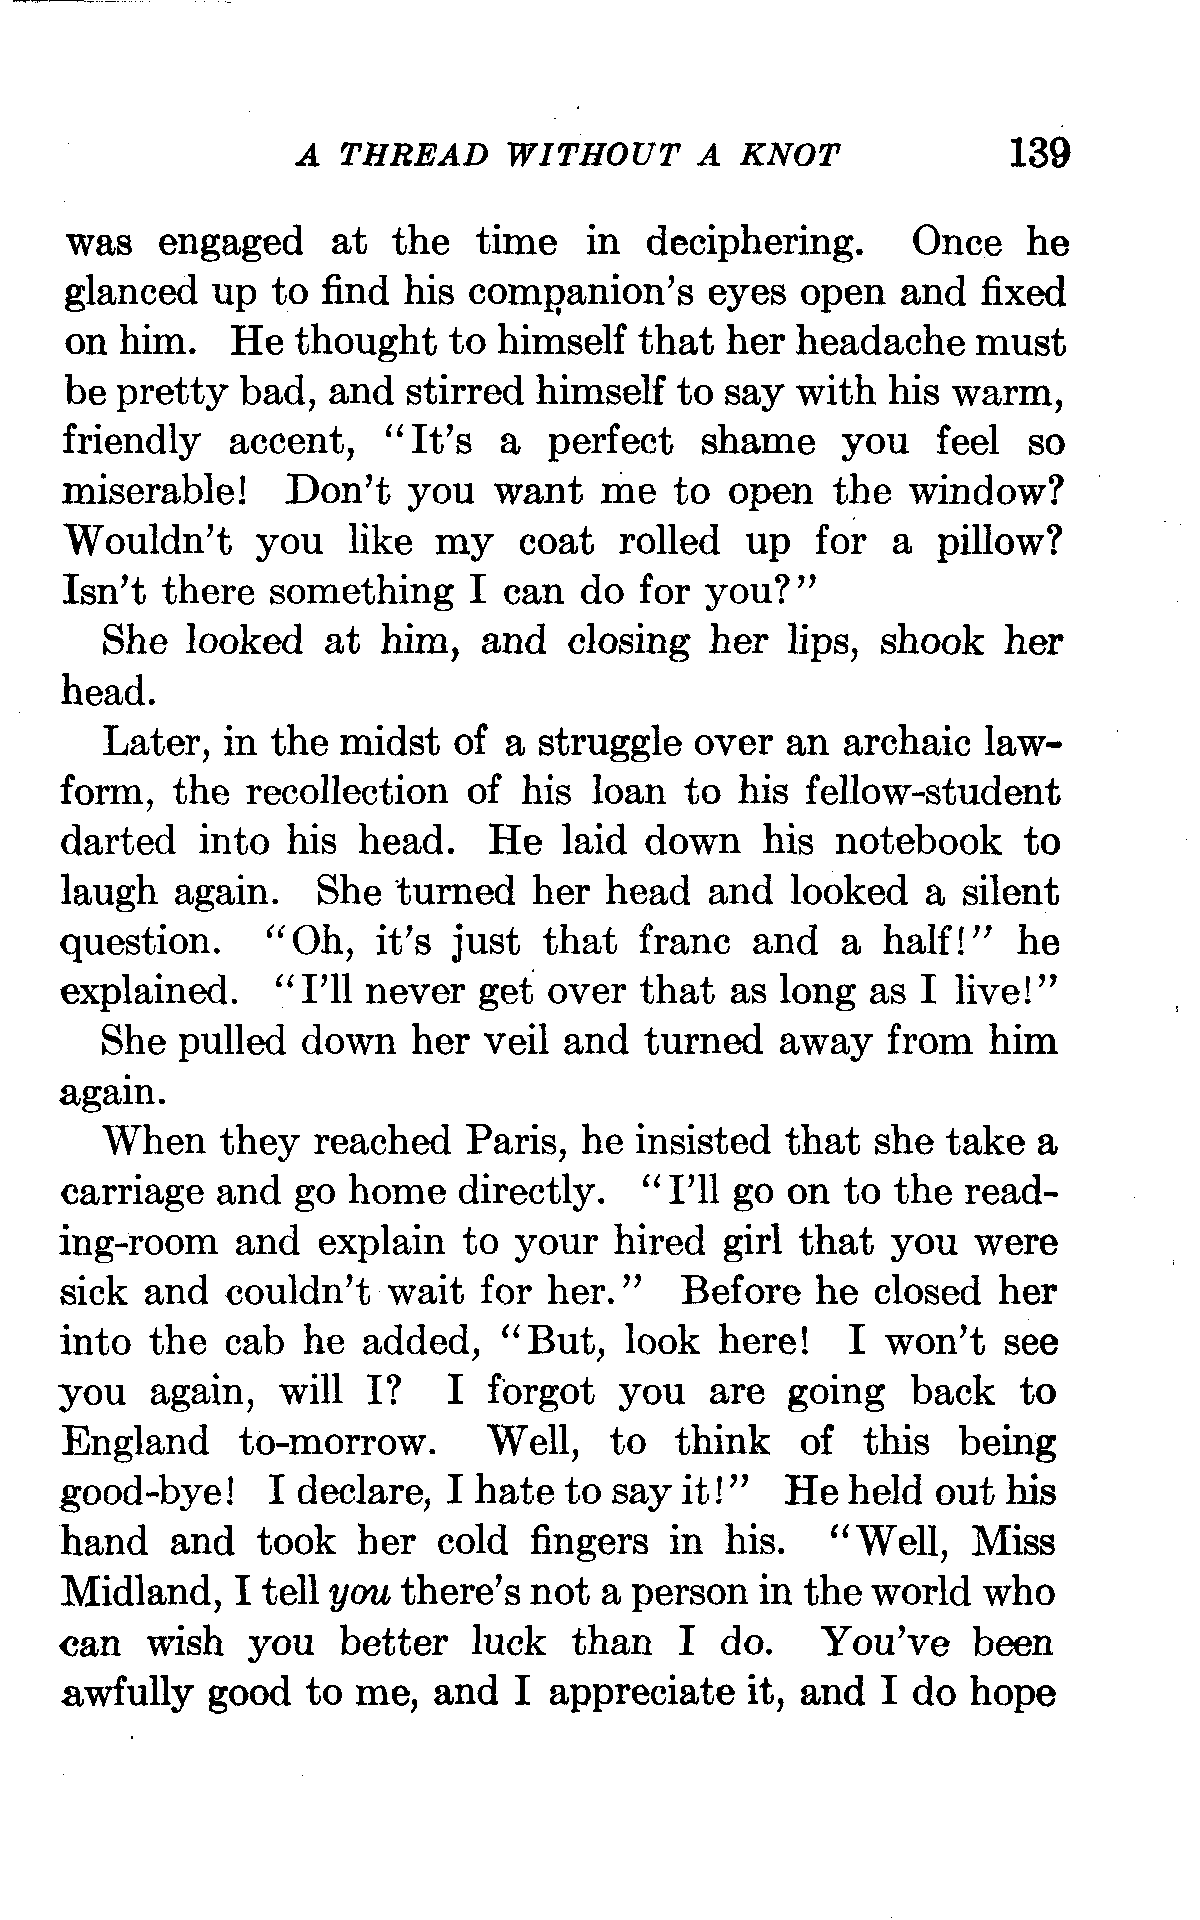 A THREAD WITHOUT A KNOT 139
was engaged at the time in deciphering. Once he
glanced up to find his companion's eyes open and fixed
on him. He thought to himself that her headache must
be pretty bad, and stirred himself to say with his warm,
friendly accent, "It's a perfect shame you feel so
miserable! Don't you want me to open the window?
Wouldn't you like my coat rolled up for a pillow?
Isn't there something I can do for you?"
She looked at him, and closing her lips, shook her
head.
Later, in the midst of a struggle over an archaic law-
form, the recollection of his loan to his fellow-student
darted into his head. He laid down his notebook to
laugh again. She turned her head and looked a silent
question. "Oh, it's just that franc and a half!" he
explained. "I'll never get over that as long as I live!"
She pulled down her veil and turned away from him
again.
When they reached Paris, he insisted that she take a
carriage and go home directly. "I'll go on to the read-
ing-room and explain to your hired girl that you were
sick and couldn't wait for her." Before he closed her
into the cab he added, "But, look here! I won't see
you again, will I? I forgot you are going back to
England to-morrow. Well, to think of this being
good-bye! I declare, I hate to say it!" He held out his
hand and took her cold fingers in his. "Well, Miss
Midland, I tell you there's not a person in the world who
can wish you better luck than I do. You've been
awfully good to me, and I appreciate it, and I do hope